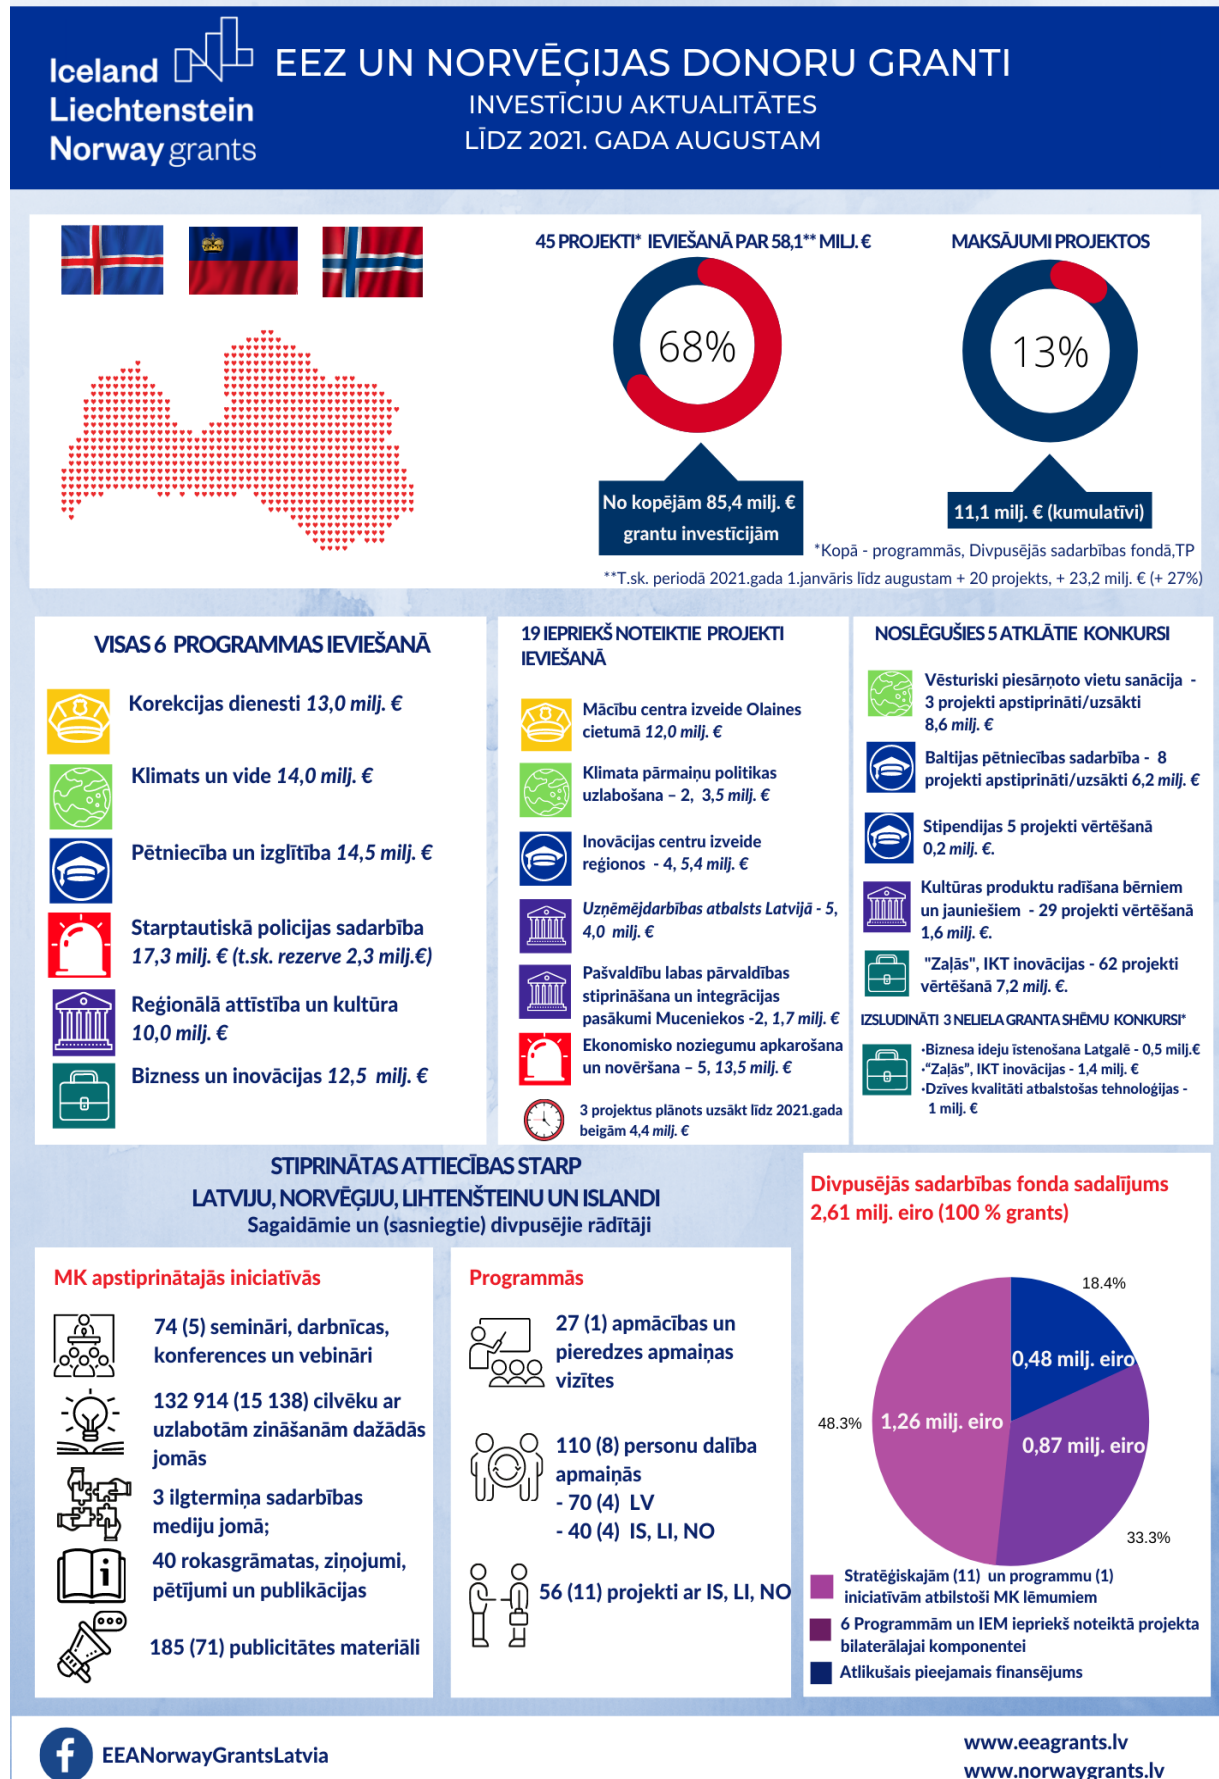 Iceland
Liechtenstein
Norway grants
EEZ UN NORVĒĢIJAS DONORU GRANTI
INVESTĪCIJU AKTUALITĀTES
LĪDZ 2021. GADA AUGUSTAM
45 PROJEKTI* IEVIEŠANĀ PAR 58,1** MILJ. €
68%
No kopējām 85,4 milj. €
grantu investīcijām
MAKSĀJUMI PROJEKTOS
13%
11,1 milj. € (kumulatīvi)
*Kopā - programmās, Divpusējās sadarbības fondā,TP
**T.sk. periodā 2021.gada 1.janvāris līdz augustam + 20 projekts, + 23,2 milj. € (+ 27%)
VISAS 6 PROGRAMMAS IEVIEŠANĀ
Korekcijas dienesti 13,0 milj. €
Klimats un vide 14,0 milj. €
Pētniecība un izglītība 14,5 milj. €
Starptautiskā policijas sadarbība
17,3 milj. € (t.sk. rezerve 2,3 milj.€)
Reģionālā attīstība un kultūra
10,0 milj. €
Bizness un inovācijas 12,5 milj. €
19 IEPRIEKŠ NOTEIKTIE PROJEKTI
IEVIEŠANĀ
Mācību centra izveide Olaines
cietumā 12,0 milj. €
Klimata pārmaiņu politikas
uzlabošana – 2, 3,5 milj. €
Inovācijas centru izveide
reģionos - 4, 5,4 milj. €
Uzņēmējdarbības atbalsts Latvijā - 5,
4,0 milj. €
Pašvaldību labas pārvaldības
stiprināšana un integrācijas
pasākumi Muceniekos -2, 1,7 milj. €
Ekonomisko noziegumu apkarošana
un novēršana – 5, 13,5 milj. €
3 projektus plānots uzsākt līdz 2021.gada
beigām 4,4 milj. €
NOSLĒGUŠIES 5 ATKLĀTIE KONKURSI
Vēsturiski piesārņoto vietu sanācija -
3 projekti apstiprināti/uzsākti
8,6 milj. €
Baltijas pētniecības sadarbība - 8
projekti apstiprināti/uzsākti 6,2 milj. €
Stipendijas 5 projekti vērtēšanā
0,2 milj. €.
Kultūras produktu radīšana bērniem
un jauniešiem - 29 projekti vērtēšanā
1,6 milj. €.
"Zaļās", IKT inovācijas - 62 projekti
vērtēšanā 7,2 milj. €.
IZSLUDINĀTI 3 NELIELA GRANTA SHĒMU KONKURSI*
·Biznesa ideju īstenošana Latgalē - 0,5 milj.€
·“Zaļās”, IKT inovācijas - 1,4 milj. €
·Dzīves kvalitāti atbalstošas tehnoloģijas -
1 milj. €
STIPRINĀTAS ATTIECĪBAS STARP
LATVIJU, NORVĒĢIJU, LIHTENŠTEINU UN ISLANDI
Sagaidāmie un (sasniegtie) divpusējie rādītāji
MK apstiprinātajās iniciatīvās
74 (5) semināri, darbnīcas,
konferences un vebināri
132 914 (15 138) cilvēku ar
uzlabotām zināšanām dažādās
jomās
3 ilgtermiņa sadarbības
mediju jomā;
40 rokasgrāmatas, ziņojumi,
pētījumi un publikācijas
185 (71) publicitātes materiāli
Programmās
27 (1) apmācības un
pieredzes apmaiņas
vizītes
110 (8) personu dalība
apmaiņās
- 70 (4) LV
- 40 (4) IS, LI, NO
56 (11) projekti ar IS, LI, NO
Divpusējās sadarbības fonda sadalījums
2,61 milj. eiro (100 % grants)
18.4%
0,48 milj. eiro
48.3%
1,26 milj. eiro
0,87 milj. eiro
33.3%
Stratēģiskajām (11) un programmu (1)
iniciatīvām atbilstoši MK lēmumiem
6 Programmām un IEM iepriekš noteiktā projekta
bilaterālajai komponentei
Atlikušais pieejamais finansējums
EEANorwayGrantsLatvia
www.eeagrants.lv
www.norwaygrants.lv